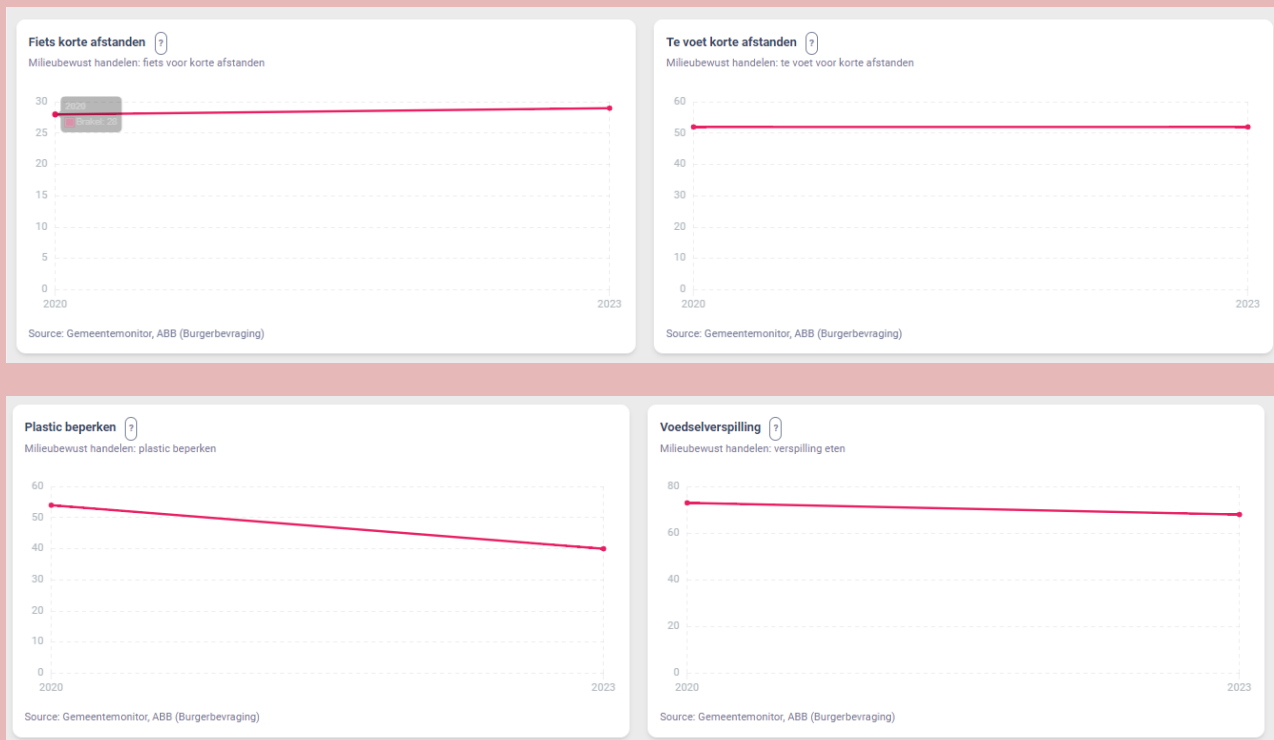 Fiets korte afstanden ?
Milieubewust handelen: fiets voor korte afstanden
30
25
20
15
10
5
0
2020
Brakel: 28
2020
2023
Source: Gemeentemonitor, ABB (Burgerbevraging)
Te voet korte afstanden ?
Milieubewust handelen: te voet voor korte afstanden
60
50
40
30
20
10
0
2020
2023
Source: Gemeentemonitor, ABB (Burgerbevraging)
Plastic beperken ?
Milieubewust handelen: plastic beperken
60
50
40
30
20
10
0
2020
2023
Source: Gemeentemonitor, ABB (Burgerbevraging)
Voedselverspilling ?
Milieubewust handelen: verspilling eten
80
60
40
20
0
2020
2023
Source: Gemeentemonitor, ABB (Burgerbevraging)